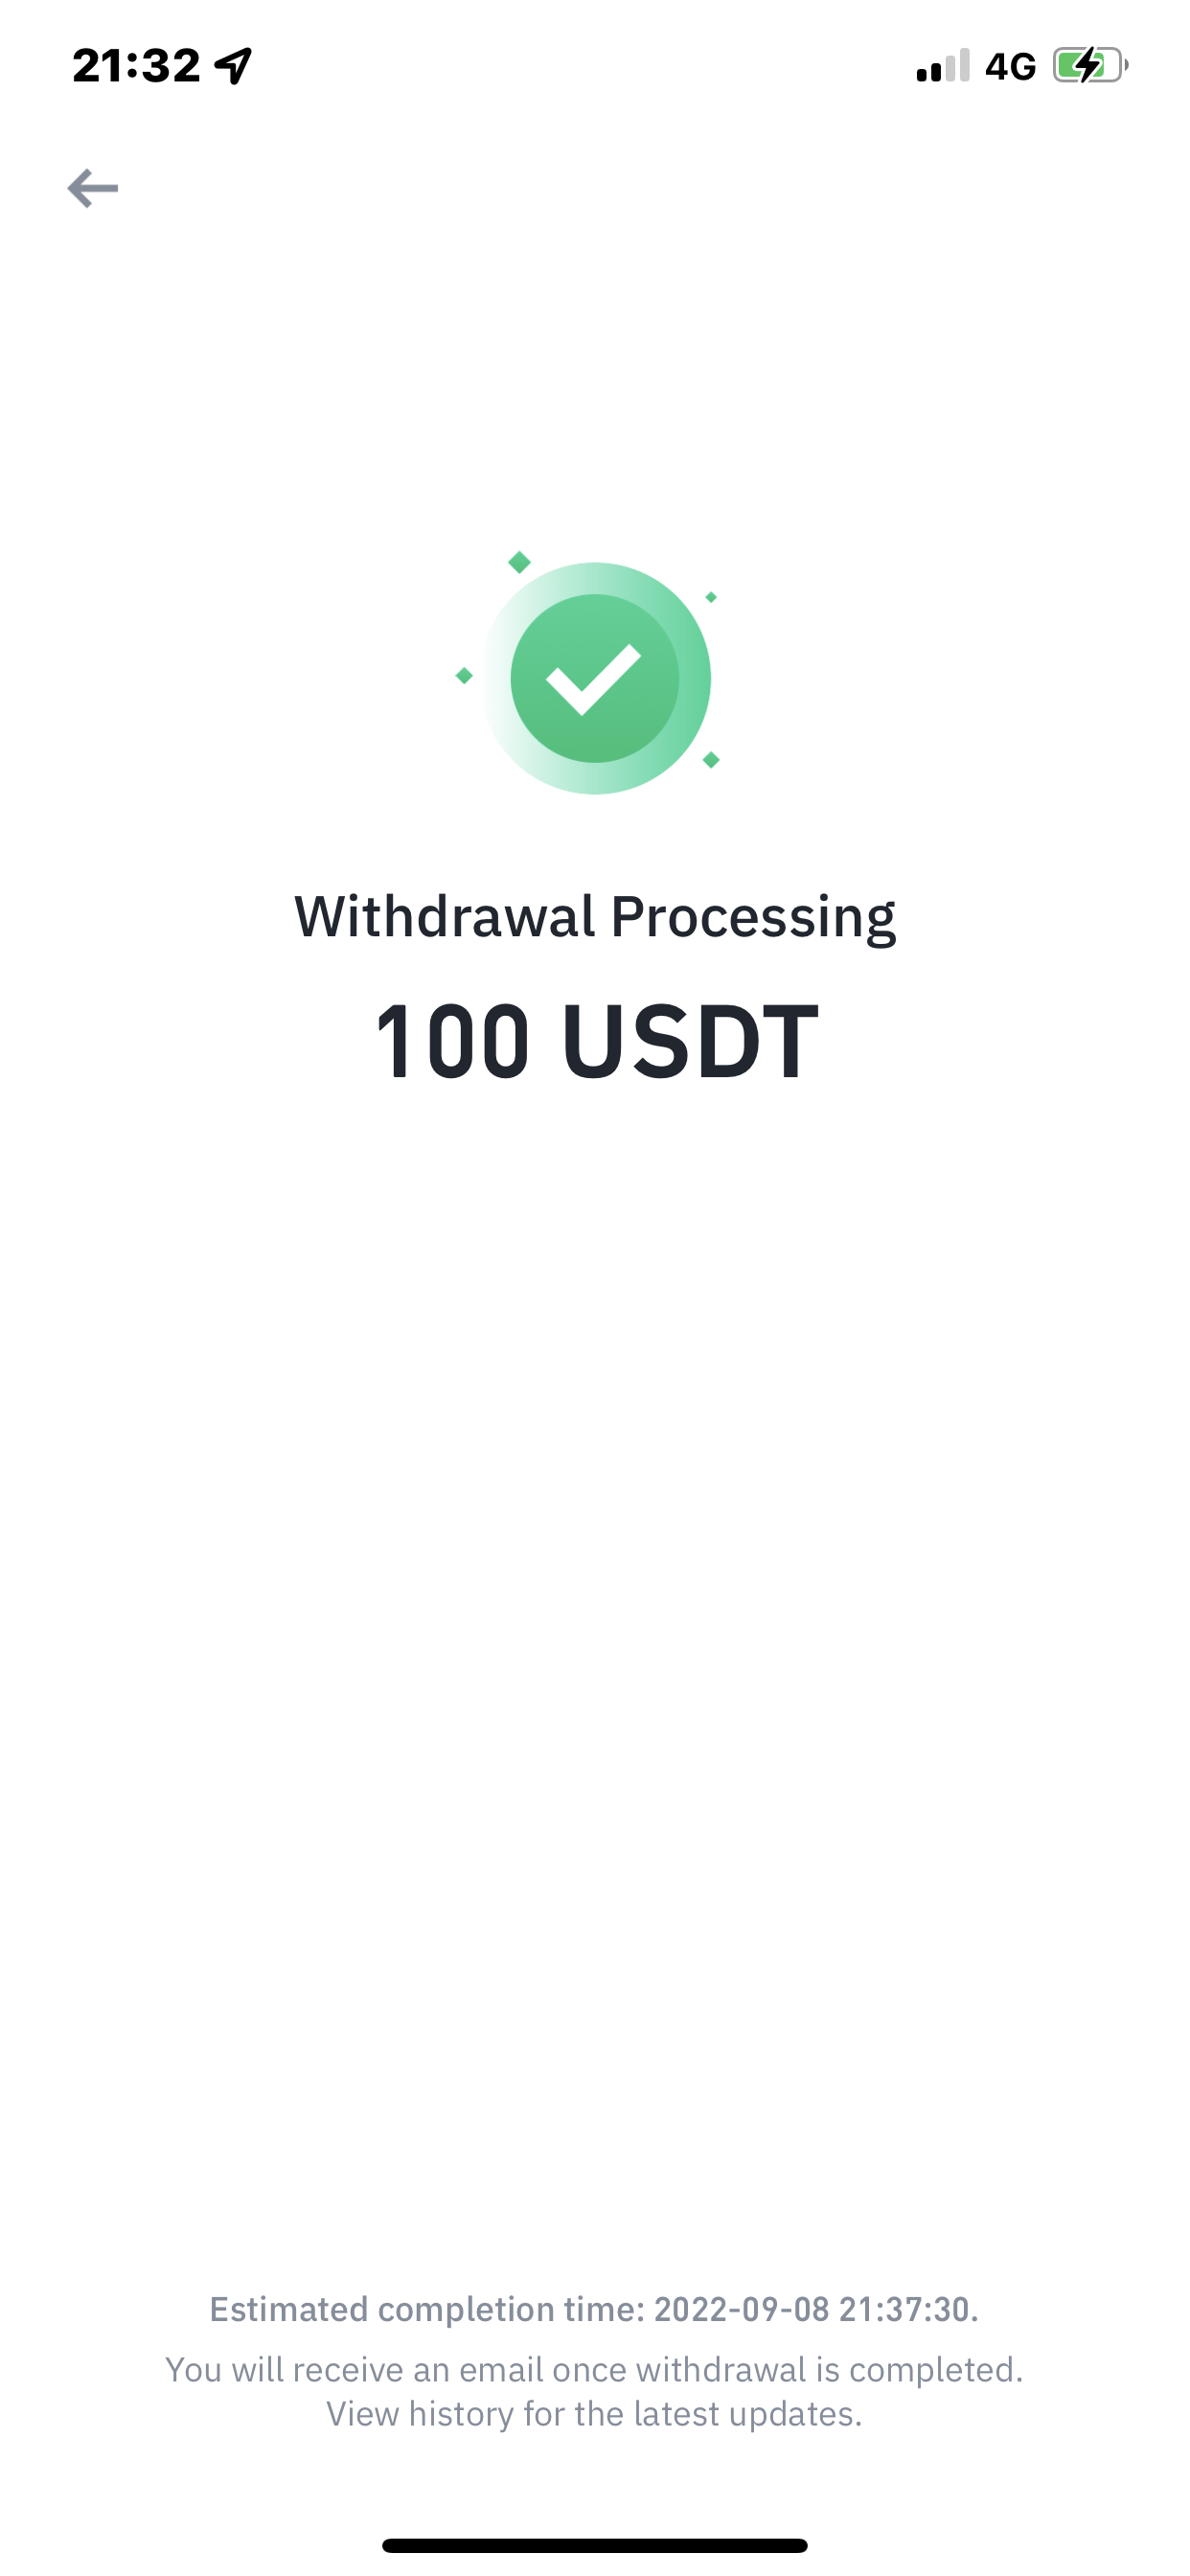 21:32
4G
Withdrawal Processing
100 USDT
Estimated completion time: 2022-09-08 21:37:30.
You will receive an email once withdrawal is completed.
View history for the latest updates.